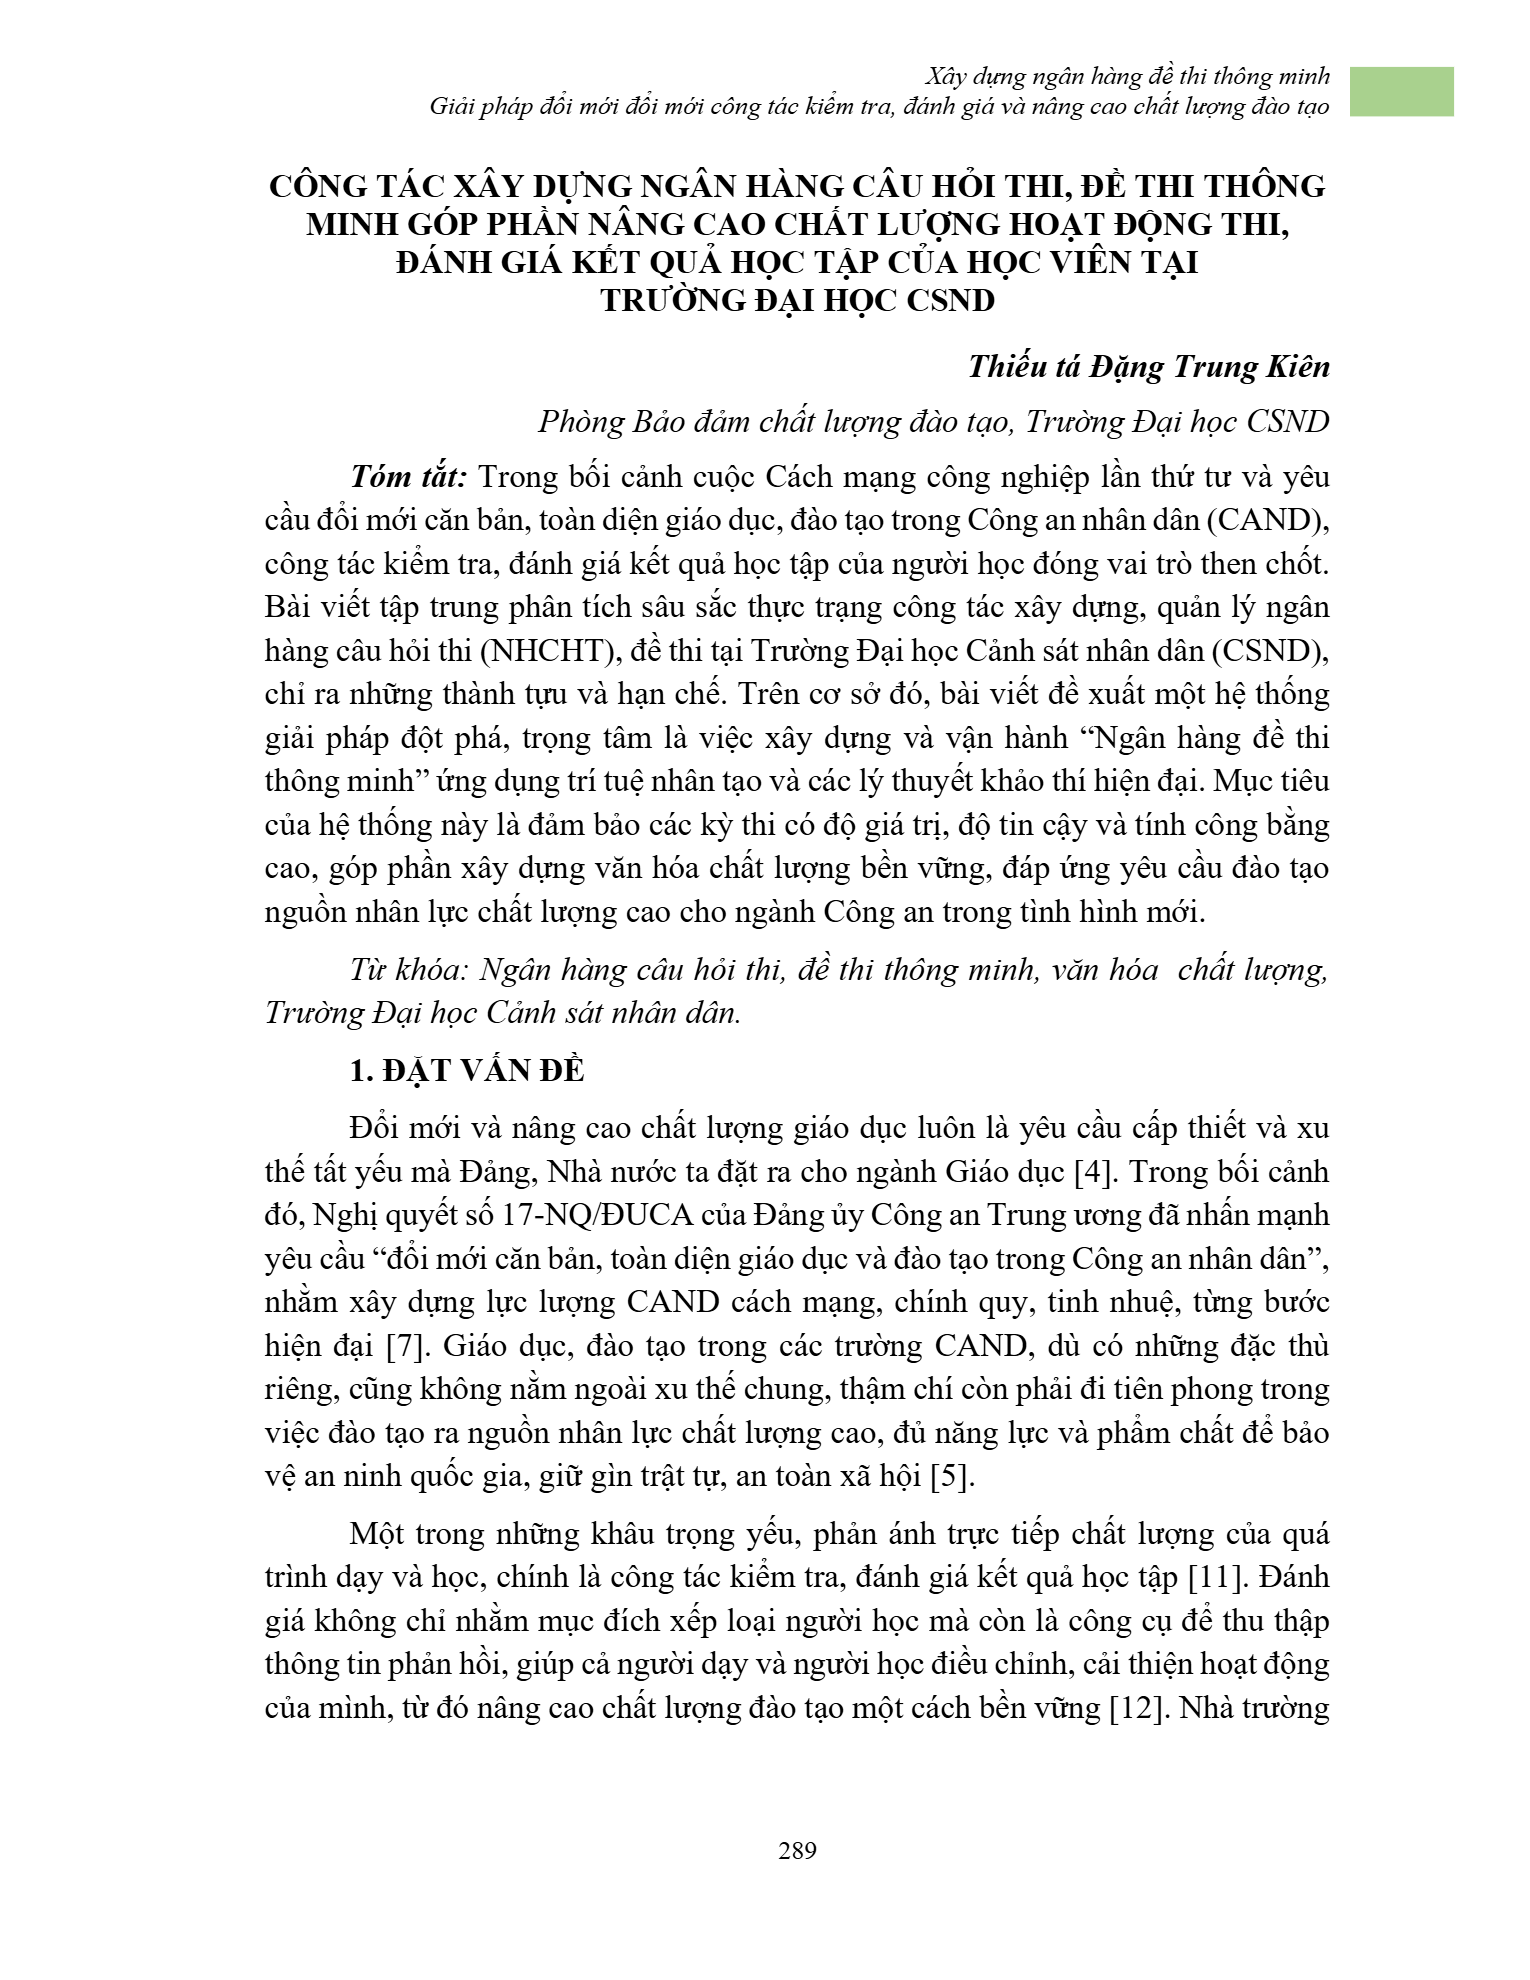 Xây dựng ngân hàng đề thi thông minh
Giải pháp đổi mới đổi mới công tác kiểm tra, đánh giá và nâng cao chất lượng đào tạo
CÔNG TÁC XÂY DỰNG NGÂN HÀNG CÂU HỎI THI, ĐỀ THI THÔNG
MINH GÓP PHẦN NÂNG CAO CHẤT LƯỢNG HOẠT ĐỘNG THI,
ĐÁNH GIÁ KẾT QUẢ HỌC TẬP CỦA HỌC VIÊN TẠI
TRƯỜNG ĐẠI HỌC CSND
Thiếu tá Đặng Trung Kiên
Phòng Bảo đảm chất lượng đào tạo, Trường Đại học CSND
Tóm tắt: Trong bối cảnh cuộc Cách mạng công nghiệp lần thứ tư và yêu
cầu đổi mới căn bản, toàn diện giáo dục, đào tạo trong Công an nhân dân (CAND),
công tác kiểm tra, đánh giá kết quả học tập của người học đóng vai trò then chốt.
Bài viết tập trung phân tích sâu sắc thực trạng công tác xây dựng, quản lý ngân
hàng câu hỏi thi (NHCHT), đề thi tại Trường Đại học Cảnh sát nhân dân (CSND),
chỉ ra những thành tựu và hạn chế. Trên cơ sở đó, bài viết đề xuất một hệ thống
giải pháp đột phá, trọng tâm là việc xây dựng và vận hành “Ngân hàng đề thi
thông minh” ứng dụng trí tuệ nhân tạo và các lý thuyết khảo thí hiện đại. Mục tiêu
của hệ thống này là đảm bảo các kỳ thi có độ giá trị, độ tin cậy và tính công bằng
cao, góp phần xây dựng văn hóa chất lượng bền vững, đáp ứng yêu cầu đào tạo
nguồn nhân lực chất lượng cao cho ngành Công an trong tình hình mới.
Từ khóa: Ngân hàng câu hỏi thi, đề thi thông minh, văn hóa  chất lượng,
Trường Đại học Cảnh sát nhân dân.
1. ĐẶT VẤN ĐỀ
Đổi mới và nâng cao chất lượng giáo dục luôn là yêu cầu cấp thiết và xu
thế tất yếu mà Đảng, Nhà nước ta đặt ra cho ngành Giáo dục [4]. Trong bối cảnh
đó, Nghị quyết số 17-NQ/ĐUCA của Đảng ủy Công an Trung ương đã nhấn mạnh
yêu cầu “đổi mới căn bản, toàn diện giáo dục và đào tạo trong Công an nhân dân”,
nhằm xây dựng lực lượng CAND cách mạng, chính quy, tinh nhuệ, từng bước
hiện đại [7]. Giáo dục, đào tạo trong các trường CAND, dù có những đặc thù
riêng, cũng không nằm ngoài xu thế chung, thậm chí còn phải đi tiên phong trong
việc đào tạo ra nguồn nhân lực chất lượng cao, đủ năng lực và phẩm chất để bảo
vệ an ninh quốc gia, giữ gìn trật tự, an toàn xã hội [5].
Một trong những khâu trọng yếu, phản ánh trực tiếp chất lượng của quá
trình dạy và học, chính là công tác kiểm tra, đánh giá kết quả học tập [11]. Đánh
giá không chỉ nhằm mục đích xếp loại người học mà còn là công cụ để thu thập
thông tin phản hồi, giúp cả người dạy và người học điều chỉnh, cải thiện hoạt động
của mình, từ đó nâng cao chất lượng đào tạo một cách bền vững [12]. Nhà trường
289